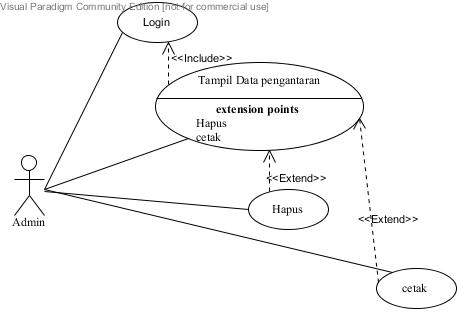 Visual Paradigm Community Edition [not for commercial use]
Login
<<Include>>
Tampil Data pengantaran
extension points
Hapus
cetak
<<Extend>>
Admin
Hapus
<<Extend>>
cetak